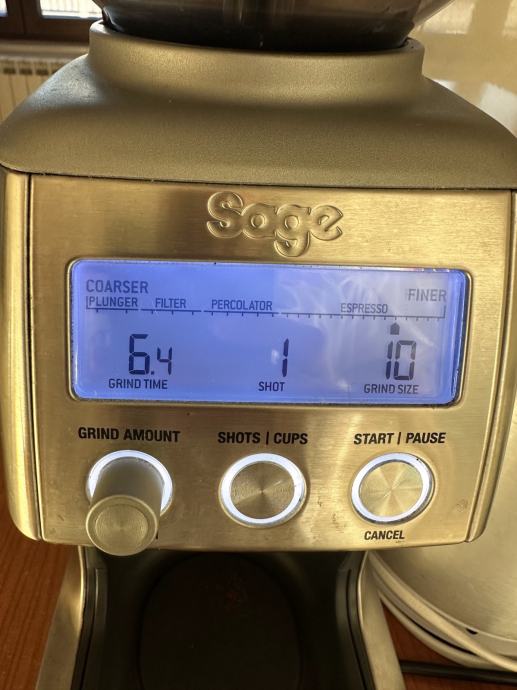 Sage
COARSER FINER
PLUNGER FILTER PERCOLATOR ESPRESSO
6.4 1 10
GRIND TIME SHOT GRIND SIZE
GRIND AMOUNT SHOTS | CUPS START | PAUSE
CANCEL